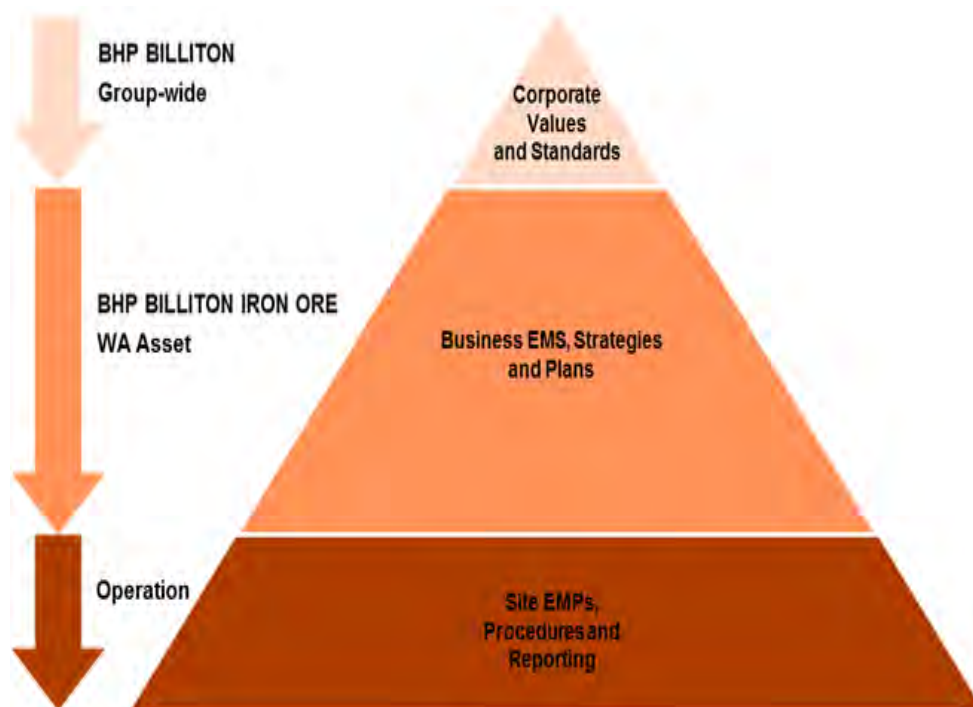 BHP BILLITON
Group-wide
Corporate
Values
and Standards
BHP BILLITON IRON ORE
WA Asset
Business EMS, Strategies
and Plans
Operation
Site EMPs,
Procedures and
Reporting